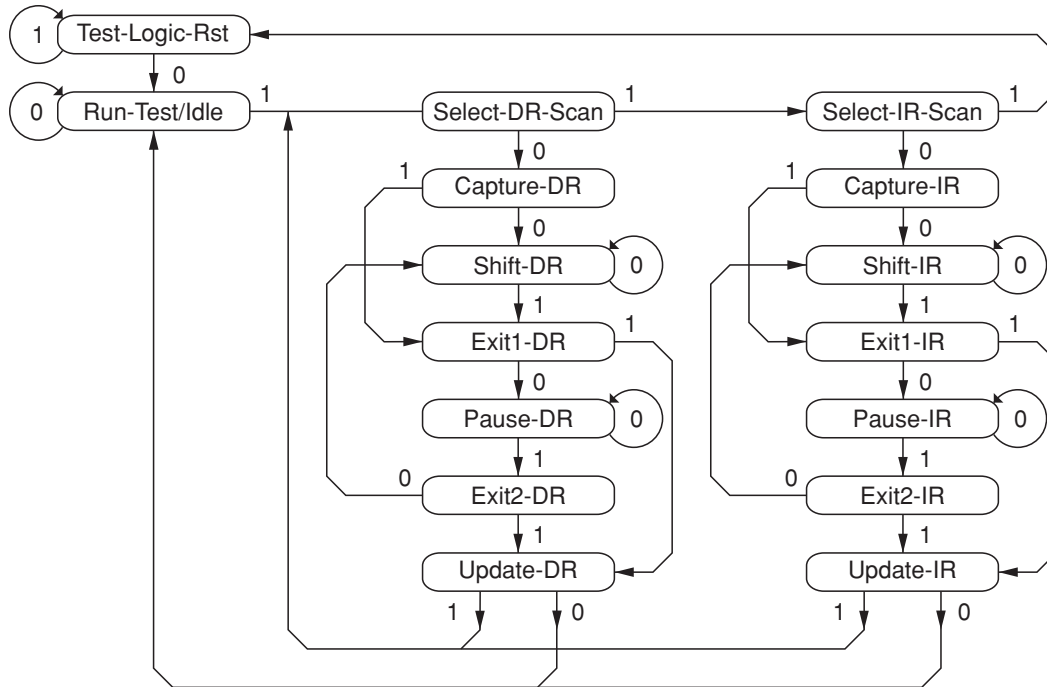 1 Test-Logic-Rst
0
0 Run-Test/Idle 1 Select-DR-Scan 1 Select-IR-Scan 1
0 0
1 Capture-DR 1 Capture-IR
0 0
Shift-DR 0 Shift-IR 0
1 1
Exit1-DR 1 Exit1-IR 1
0 0
Pause-DR 0 Pause-IR 0
1 1
0 Exit2-DR 0 Exit2-IR
1 1
Update-DR Update-IR
1 0 1 0